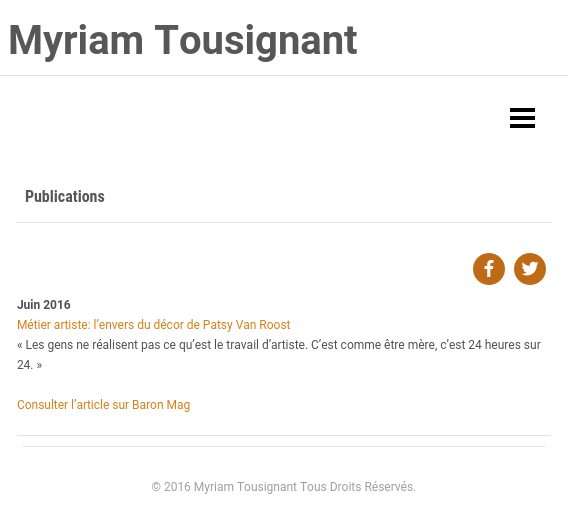 Myriam Tousignant
Publications
Juin 2016
Métier artiste: l’envers du décor de Patsy Van Roost
« Les gens ne réalisent pas ce qu’est le travail d’artiste. C’est comme être mère, c’est 24 heures sur
24. »
Consulter l’article sur Baron Mag
© 2016 Myriam Tousignant Tous Droits Réservés.